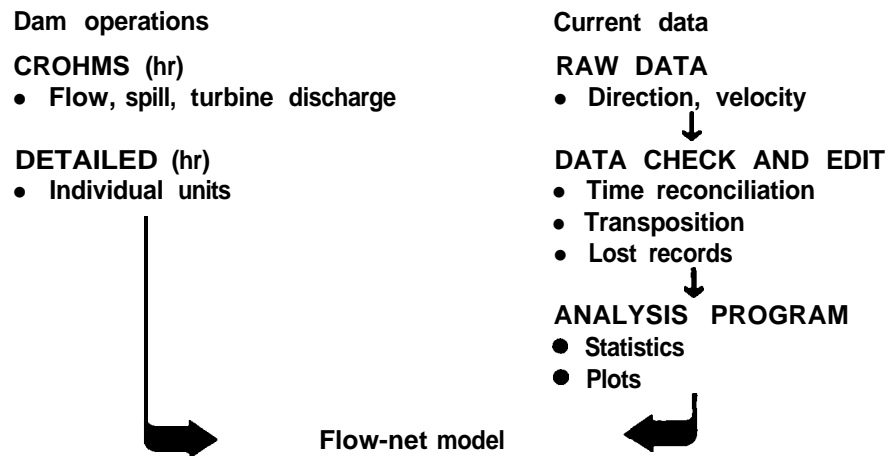 Dam operations
CROHMS (hr)
• Flow, spill, turbine discharge
DETAILED (hr)
• Individual units
Current data
RAW DATA
• Direction, velocity
DATA CHECK AND EDIT
• Time reconciliation
• Transposition
• Lost records
ANALYSIS PROGRAM
• Statistics
• Plots
Flow-net model